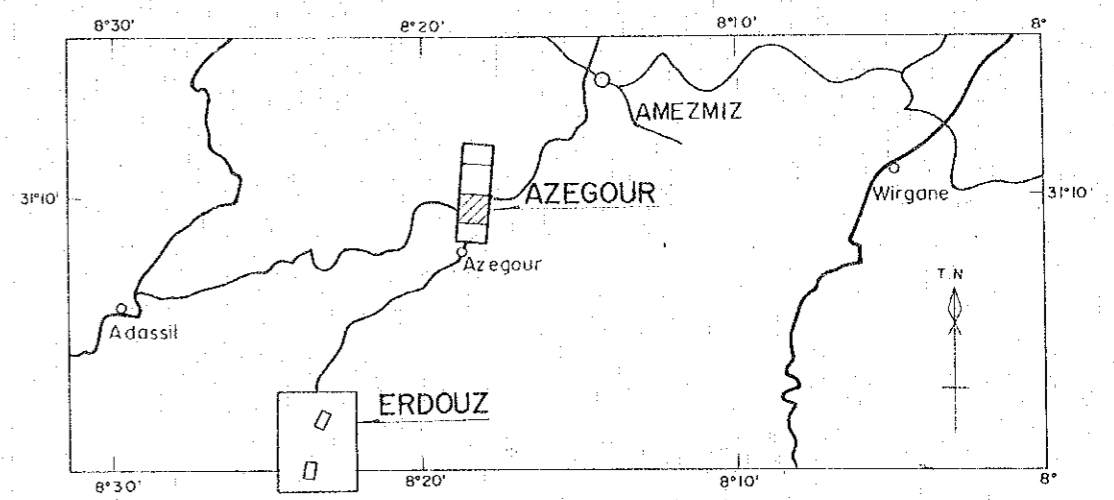 8°30'
8°20'
8°10'
8°
AMEZMIZ
AZEGOUR
31°10'
Wirgane
31°10'
Azegour
T.N
Adassil
ERDOUZ
8°30'
8°20'
8°10'
8°